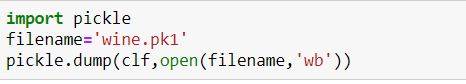 import pickle
filename='wine.pk1'
pickle.dump(clf,open(filename,'wb'))